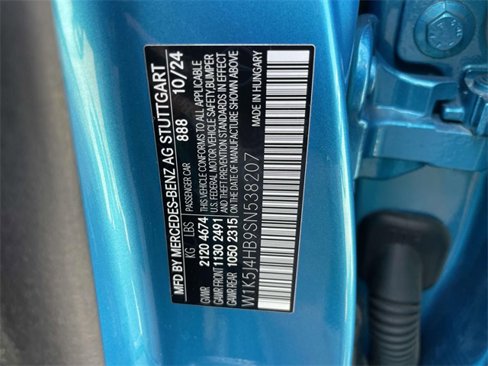 MFD BY MERCEDES-BENZ AG STUTTGART
KG LBS 888 10/24
PASSENGER CAR
GVWR 2120 4674 THIS VEHICLE CONFORMS TO ALL APPLICABLE
GAWR FRONT 1130 2491 U.S. FEDERAL MOTOR VEHICLE SAFETY, BUMPER
GAWR REAR 1050 2315 AND THEFT PREVENTION STANDARDS IN EFFECT
ON THE DATE OF MANUFACTURE SHOWN ABOVE
W1K5J4HB9SN538207 MADE IN HUNGARY